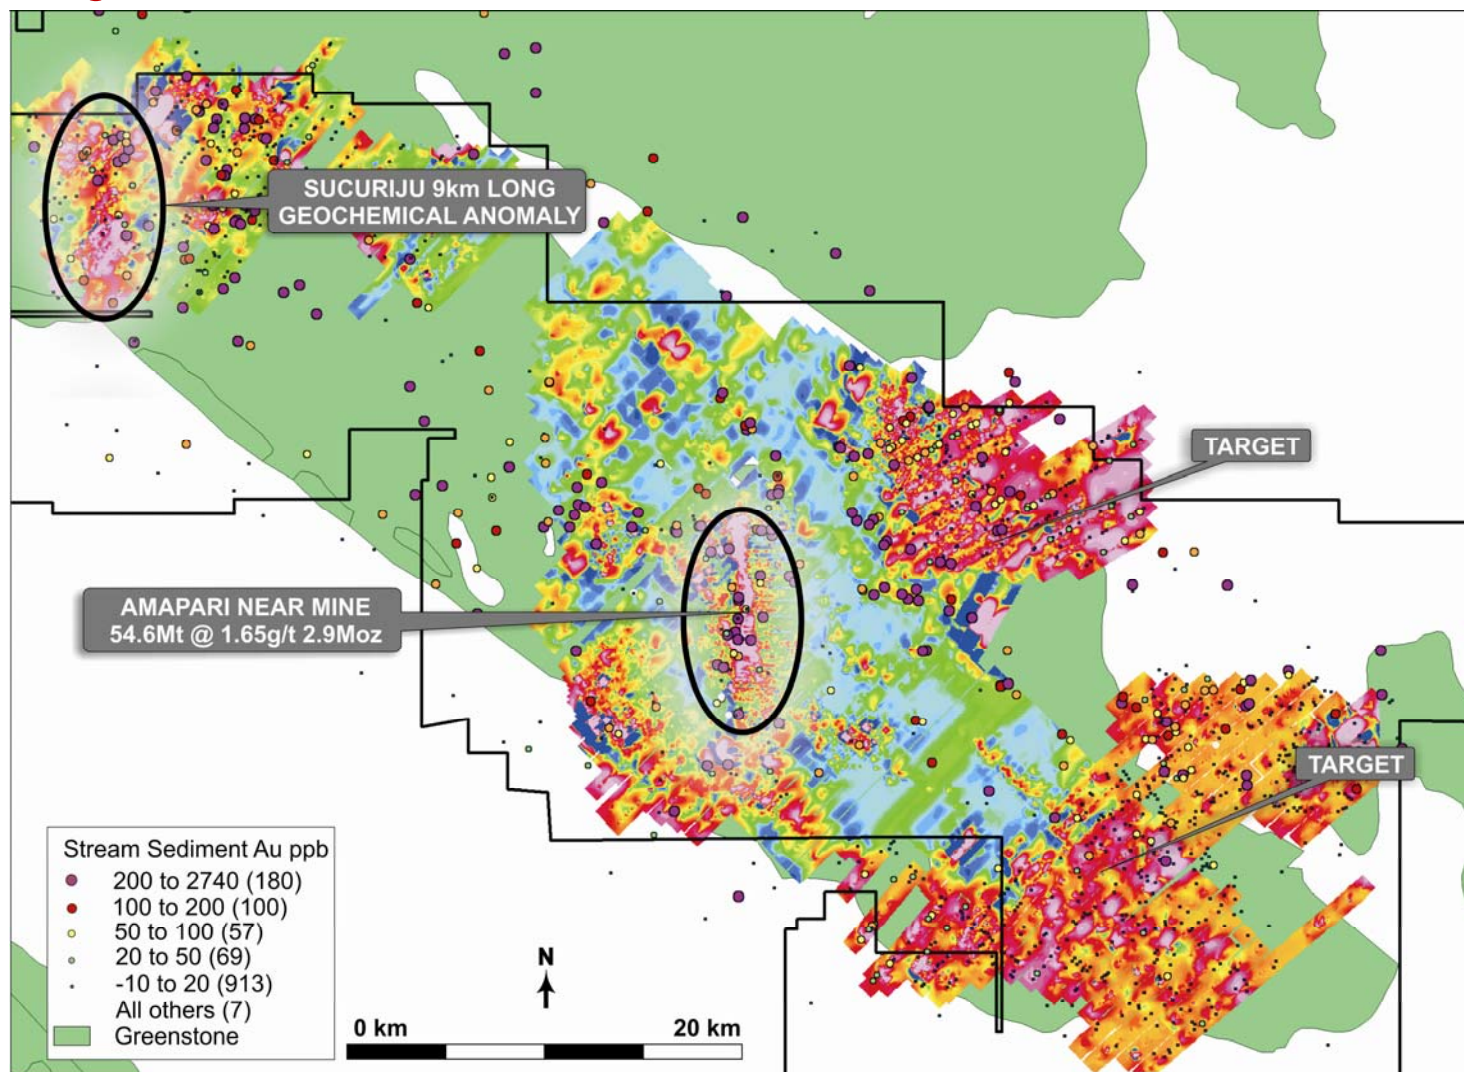 SUCURIJU 9km LONG
GEOCHEMICAL ANOMALY
TARGET
AMAPARI NEAR MINE
54.6Mt @ 1.65g/t 2.9Moz
TARGET
Stream Sediment Au ppb
200 to 2740 (180)
100 to 200 (100)
50 to 100 (57)
20 to 50 (69)
-10 to 20 (913)
All others (7)
Greenstone
N
0 km 20 km